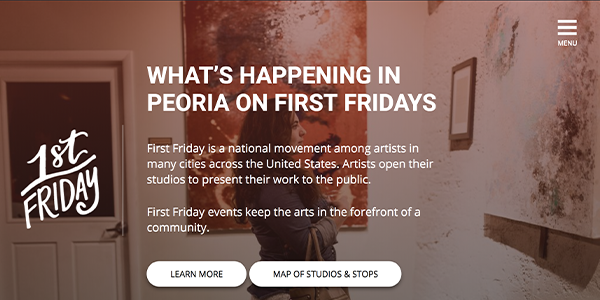 MENU
WHAT’S HAPPENING IN
PEORIA ON FIRST FRIDAYS
1st
FRIDAY
First Friday is a national movement among artists in
many cities across the United States. Artists open their
studios to present their work to the public.
First Friday events keep the arts in the forefront of a
community.
LEARN MORE
MAP OF STUDIOS & STOPS